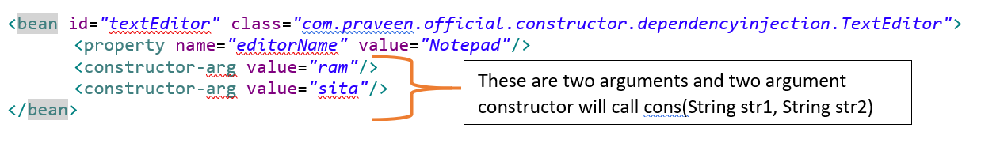 <bean id="textEditor" class="com.praveen.official.constructor.dependencyinjection.TextEditor">
<property name="editorName" value="Notepad"/>
<constructor-arg value="ram"/>
<constructor-arg value="sita"/>
</bean>
These are two arguments and two argument
constructor will call cons(String str1, String str2)